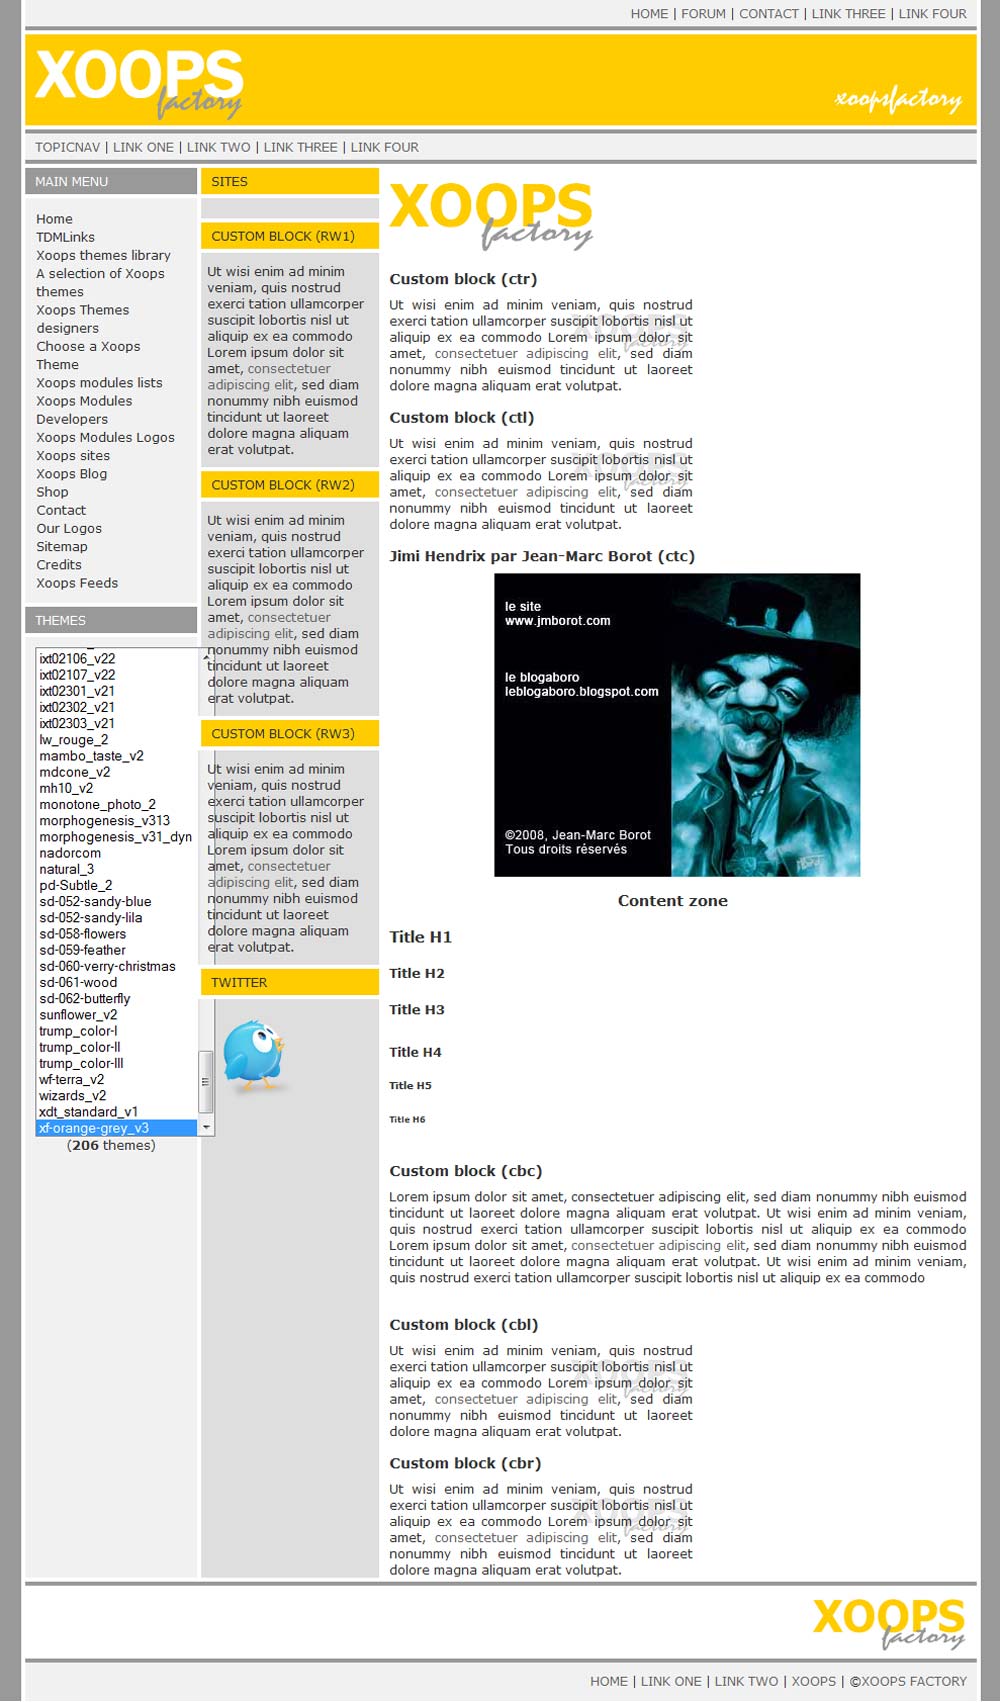 HOME | FORUM | CONTACT | LINK THREE | LINK FOUR
XOOPS
factory
xoopsfactory
TOPICNAV | LINK ONE | LINK TWO | LINK THREE | LINK FOUR
MAIN MENU
Home
TDMLinks
Xoops themes library
A selection of Xoops
themes
Xoops Themes
designers
Choose a Xoops
Theme
Xoops modules lists
Xoops Modules
Developers
Xoops Modules Logos
Xoops sites
Xoops Blog
Shop
Contact
Our Logos
Sitemap
Credits
Xoops Feeds
THEMES
ixt02106_v22
ixt02107_v22
ixt02301_v21
ixt02302_v21
ixt02303_v21
lw_rouge_2
mambo_taste_v2
mdcone_v2
mh10_v2
monotone_photo_2
morphogenesis_v313
morphogenesis_v31_dyn
nadorcom
natural_3
pd-Subtle_2
sd-052-sandy-blue
sd-052-sandy-lila
sd-058-flowers
sd-059-feather
sd-060-verry-christmas
sd-061-wood
sd-062-butterfly
sunflower_v2
trump_color-I
trump_color-II
trump_color-III
wf-terra_v2
wizards_v2
xdt_standard_v1
xf-orange-grey_v3
(206 themes)
SITES
CUSTOM BLOCK (RW1)
Ut wisi enim ad minim
veniam, quis nostrud
exerci tation ullamcorper
suscipit lobortis nisl ut
aliquip ex ea commodo
Lorem ipsum dolor sit
amet, consectetuer
adipiscing elit, sed diam
nonummy nibh euismod
tincidunt ut laoreet
dolore magna aliquam
erat volutpat.
CUSTOM BLOCK (RW2)
Ut wisi enim ad minim
veniam, quis nostrud
exerci tation ullamcorper
suscipit lobortis nisl ut
aliquip ex ea commodo
Lorem ipsum dolor sit
amet, consectetuer
adipiscing elit, sed diam
nonummy nibh euismod
tincidunt ut laoreet
dolore magna aliquam
erat volutpat.
CUSTOM BLOCK (RW3)
Ut wisi enim ad minim
veniam, quis nostrud
exerci tation ullamcorper
suscipit lobortis nisl ut
aliquip ex ea commodo
Lorem ipsum dolor sit
amet, consectetuer
adipiscing elit, sed diam
nonummy nibh euismod
tincidunt ut laoreet
dolore magna aliquam
erat volutpat.
TWITTER
XOOPS
factory
Custom block (ctr)
Ut wisi enim ad minim veniam, quis nostrud
exerci tation ullamcorper suscipit lobortis nisl ut
aliquip ex ea commodo Lorem ipsum dolor sit
amet, consectetuer adipiscing elit, sed diam
nonummy nibh euismod tincidunt ut laoreet
dolore magna aliquam erat volutpat.
XOOPS
factory
Custom block (ctl)
Ut wisi enim ad minim veniam, quis nostrud
exerci tation ullamcorper suscipit lobortis nisl ut
aliquip ex ea commodo Lorem ipsum dolor sit
amet, consectetuer adipiscing elit, sed diam
nonummy nibh euismod tincidunt ut laoreet
dolore magna aliquam erat volutpat.
XOOPS
factory
Jimi Hendrix par Jean-Marc Borot (ctc)
le site
www.jmborot.com
le blogaboro
leblogaboro.blogspot.com
©2008, Jean-Marc Borot
Tous droits réservés
Content zone
Title H1
Title H2
Title H3
Title H4
Title H5
Title H6
Custom block (cbc)
Lorem ipsum dolor sit amet, consectetuer adipiscing elit, sed diam nonummy nibh euismod
tincidunt ut laoreet dolore magna aliquam erat volutpat. Ut wisi enim ad minim veniam,
quis nostrud exerci tation ullamcorper suscipit lobortis nisl ut aliquip ex ea commodo
Lorem ipsum dolor sit amet, consectetuer adipiscing elit, sed diam nonummy nibh euismod
tincidunt ut laoreet dolore magna aliquam erat volutpat. Ut wisi enim ad minim veniam,
quis nostrud exerci tation ullamcorper suscipit lobortis nisl ut aliquip ex ea commodo
Custom block (cbl)
Ut wisi enim ad minim veniam, quis nostrud
exerci tation ullamcorper suscipit lobortis nisl ut
aliquip ex ea commodo Lorem ipsum dolor sit
amet, consectetuer adipiscing elit, sed diam
nonummy nibh euismod tincidunt ut laoreet
dolore magna aliquam erat volutpat.
XOOPS
factory
Custom block (cbr)
Ut wisi enim ad minim veniam, quis nostrud
exerci tation ullamcorper suscipit lobortis nisl ut
aliquip ex ea commodo Lorem ipsum dolor sit
amet, consectetuer adipiscing elit, sed diam
nonummy nibh euismod tincidunt ut laoreet
dolore magna aliquam erat volutpat.
XOOPS
factory
XOOPS
factory
HOME | LINK ONE | LINK TWO | XOOPS | ©XOOPS FACTORY